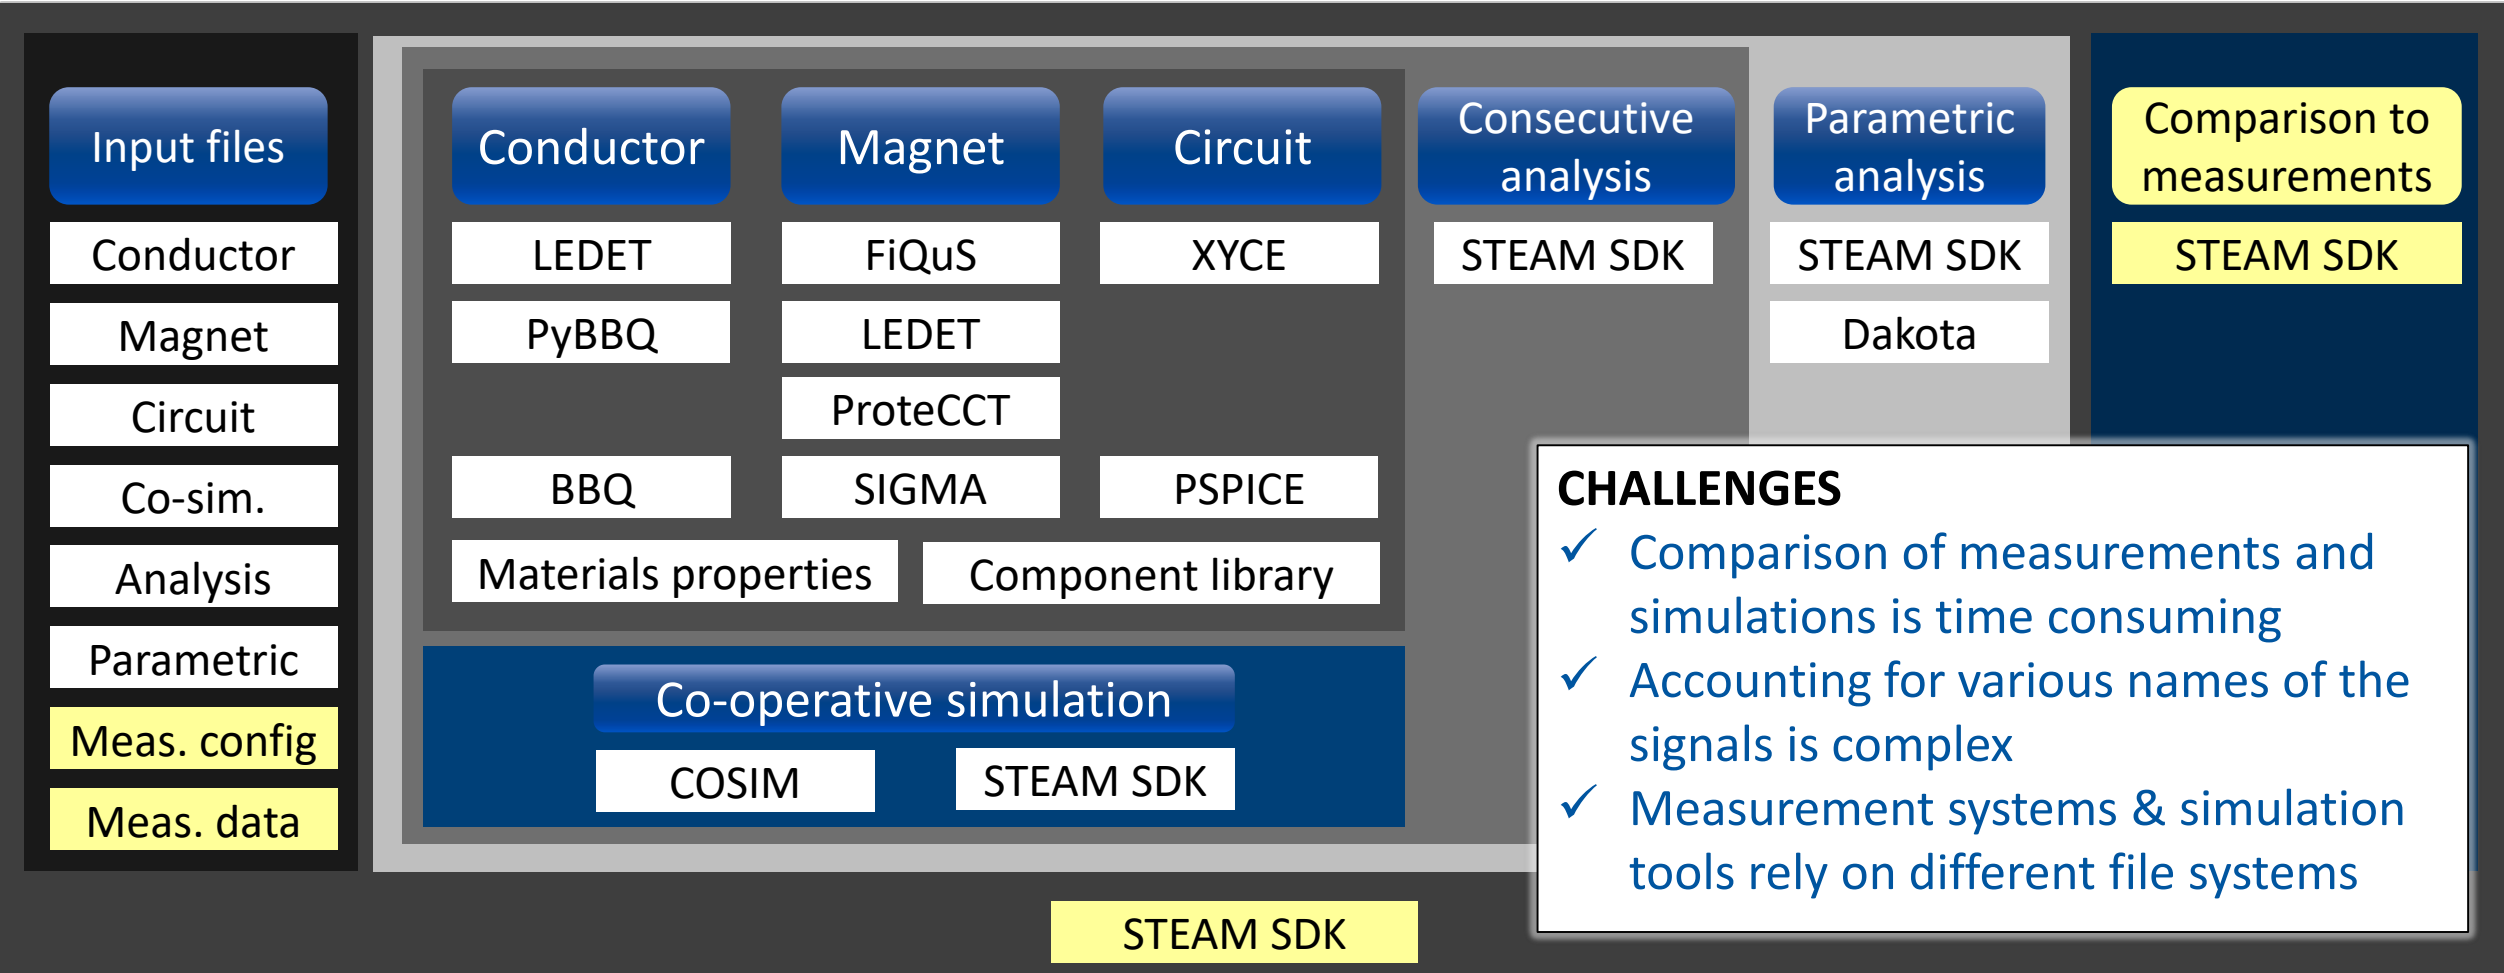 Input files
Conductor
Magnet
Circuit
Co-sim.
Analysis
Parametric
Meas. config
Meas. data
Conductor
LEDET
PyBBQ
BBQ
Magnet
FiQuS
LEDET
ProteCCT
SIGMA
Circuit
XYCE
PSPICE
Materials properties
Component library
Co-operative simulation
COSIM
STEAM SDK
Consecutive
analysis
STEAM SDK
Parametric
analysis
STEAM SDK
Dakota
Comparison to
measurements
STEAM SDK
CHALLENGES
✓ Comparison of measurements and
simulations is time consuming
✓ Accounting for various names of the
signals is complex
✓ Measurement systems & simulation
tools rely on different file systems
STEAM SDK